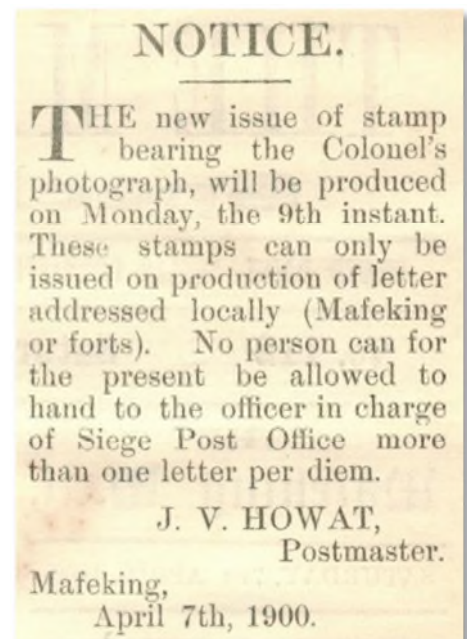 NOTICE.
THE new issue of stamp
bearing the Colonel's
photograph, will be produced
on Monday, the 9th instant.
These stamps can only be
issued on production of letter
addressed locally (Mafeking
or forts). No person can for
the present be allowed to
hand to the officer in charge
of Siege Post Office more
than one letter per diem.
J. V. HOWAT,
Postmaster.
Mafeking,
April 7th, 1900.